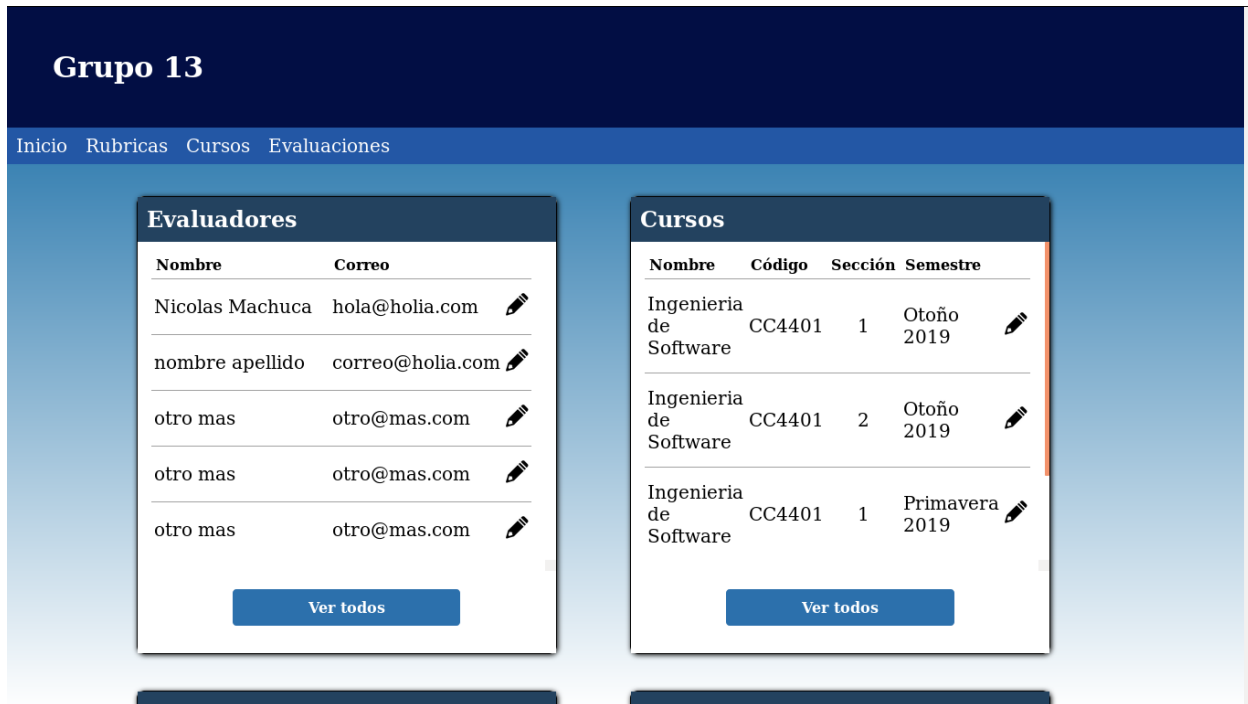 Grupo 13
Inicio Rubricas Cursos Evaluaciones
Evaluadores
Nombre Correo
Nicolas Machuca hola@holia.com
nombre apellido correo@holia.com
otro mas otro@mas.com
otro mas otro@mas.com
otro mas otro@mas.com
Ver todos
Cursos
Nombre Código Sección Semestre
Ingenieria
de
Software
CC4401
1
Otoño
2019
Ingenieria
de
Software
CC4401
2
Otoño
2019
Ingenieria
de
Software
CC4401
1
Primavera
2019
Ver todos